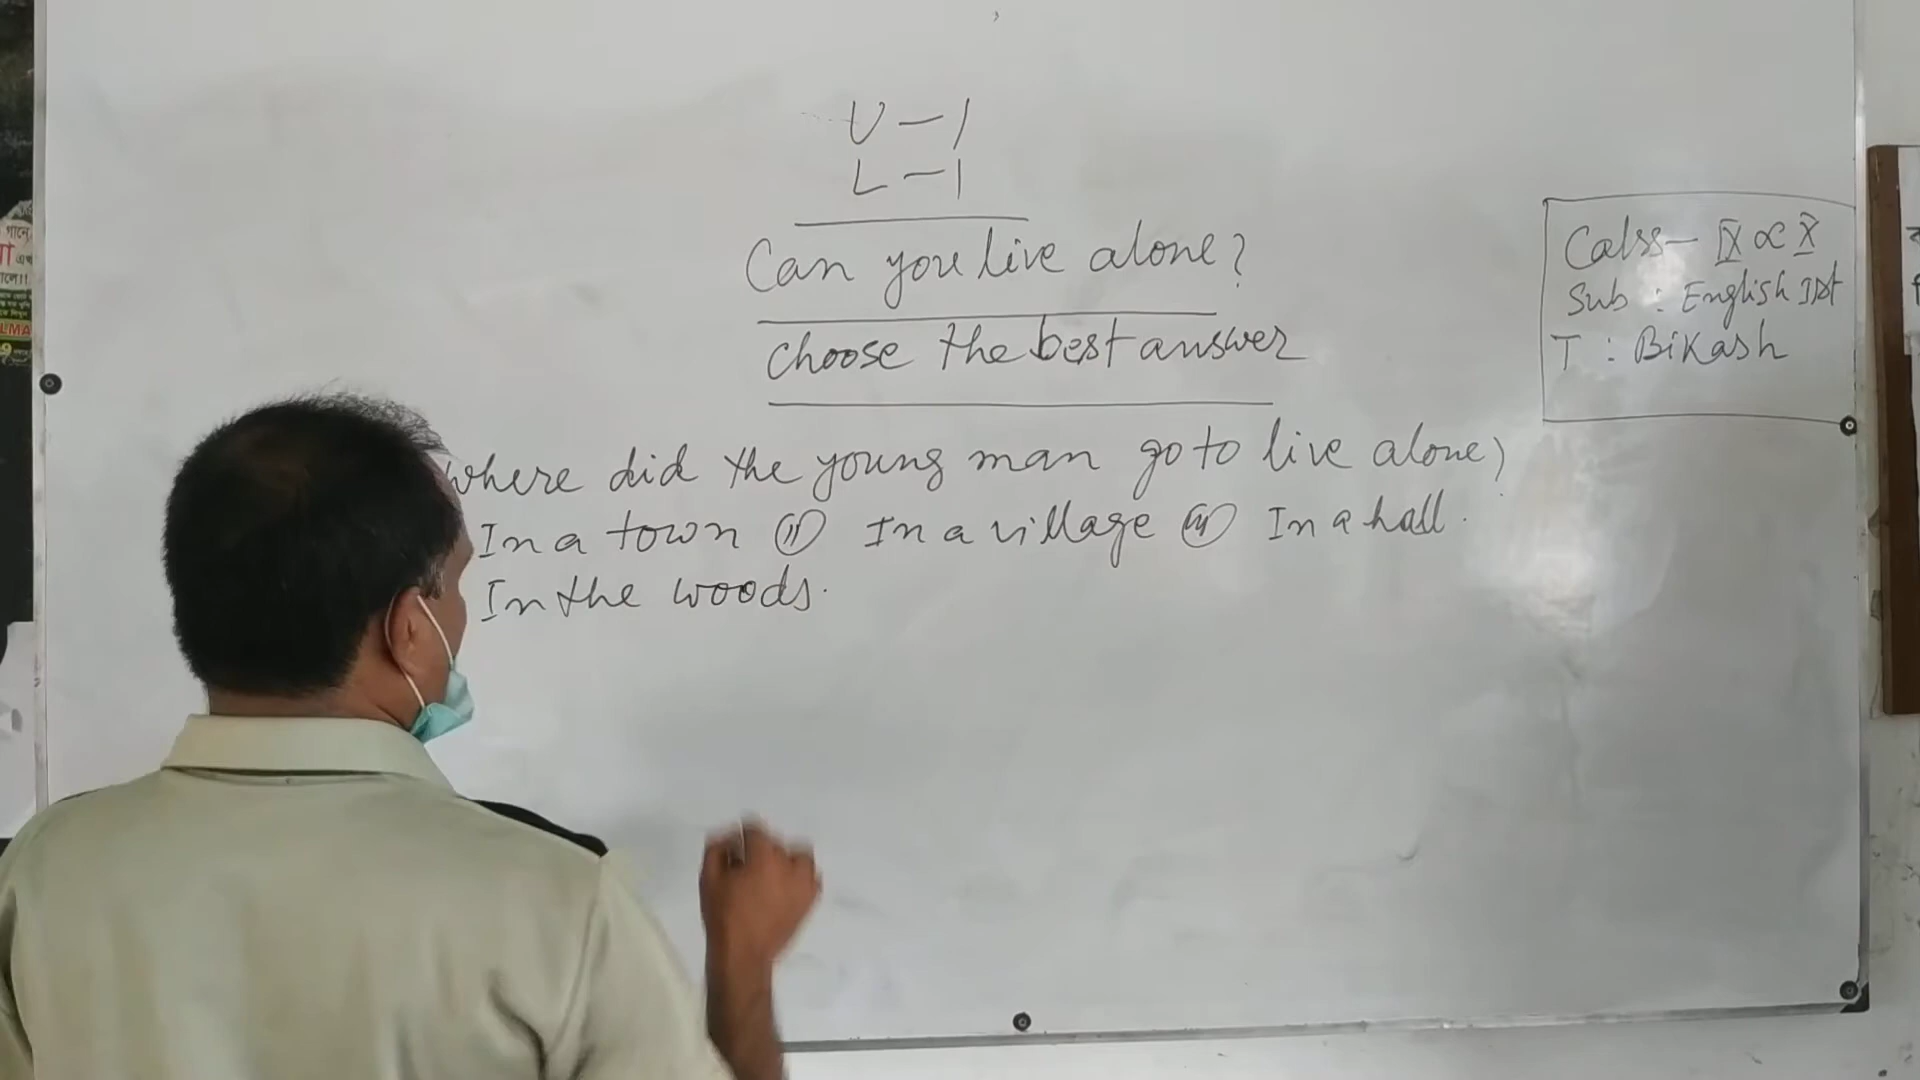 U - 1
L - 1
Can you live alone?
choose the best answer
Where did the young man go to live alone?
In a town (ii) In a village (iii) In a hall.
In the woods.
Calss - IX & X
Sub : English 1st
T : Bikash
গানে
LMA